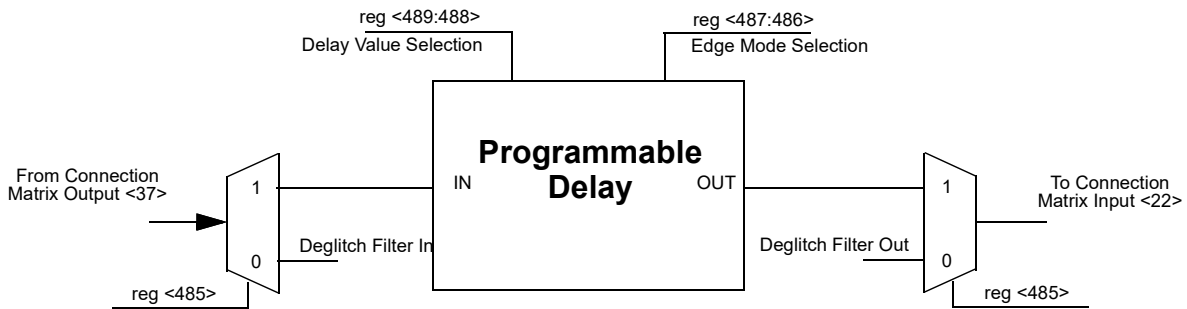 reg <489:488>
Delay Value Selection
reg <487:486>
Edge Mode Selection
Programmable
Delay
IN
OUT
From Connection
Matrix Output <37>
1
0
Deglitch Filter In
reg <485>
Deglitch Filter Out
1
0
To Connection
Matrix Input <22>
reg <485>